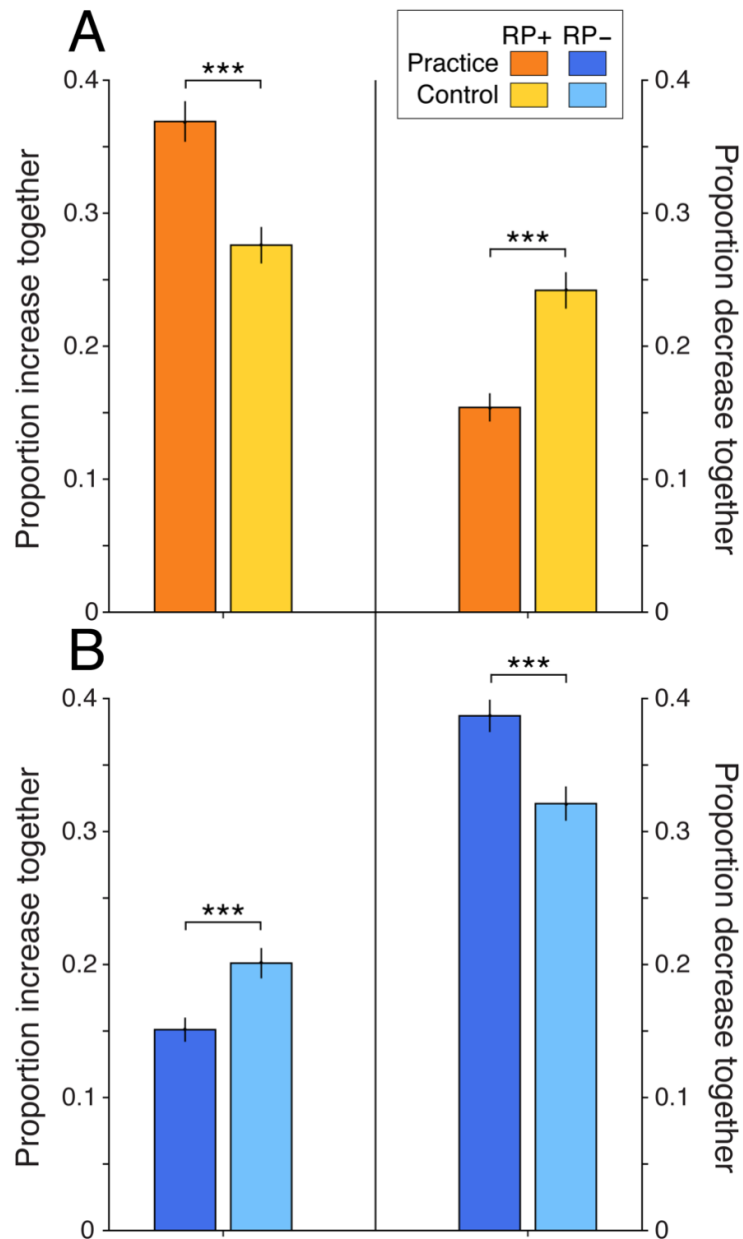 A
RP+ RP−
Practice
Control
***
***
0.4
0.3
0.2
0.1
0
Proportion increase together
0.4
0.3
0.2
0.1
0
Proportion decrease together
B
***
***
0.4
0.3
0.2
0.1
0
Proportion increase together
0.4
0.3
0.2
0.1
0
Proportion decrease together